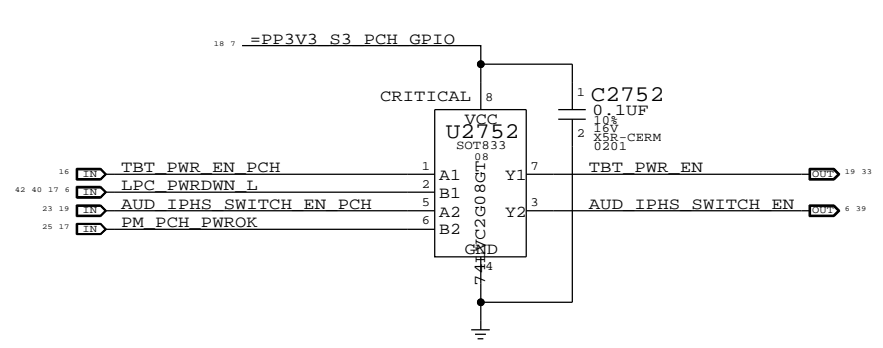 18 7 =PP3V3_S3_PCH_GPIO
CRITICAL
8
1
C2752
0.1UF
10%
16V
X5R-CERM
0201
2
VCC
U2752
SOT833
08
74LVC2G08GT
16 IN TBT_PWR_EN_PCH 1 A1 Y1 7 TBT_PWR_EN OUT 19 33
42 40 17 6 IN LPC_PWRDWN_L 2 B1
23 19 IN AUD_IPHS_SWITCH_EN_PCH 5 A2 Y2 3 AUD_IPHS_SWITCH_EN OUT 6 39
25 17 IN PM_PCH_PWROK 6 B2
GND
4